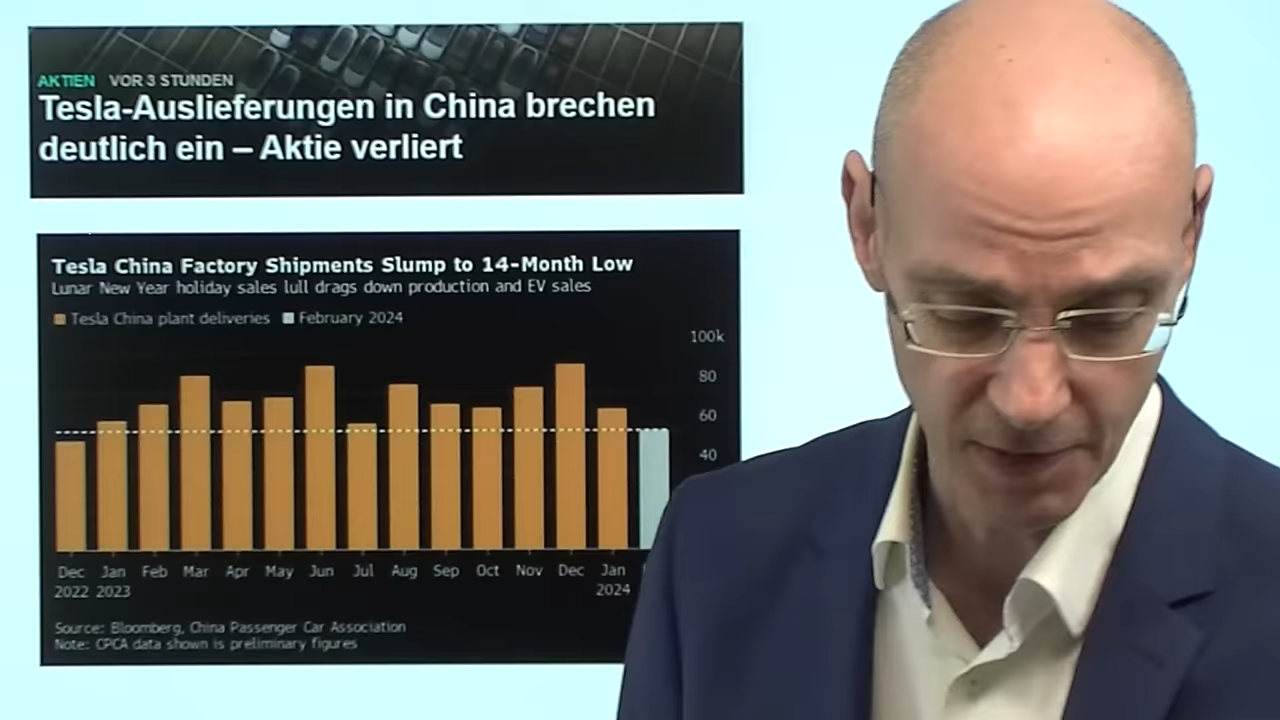 AKTIEN VOR 3 STUNDEN
Tesla-Auslieferungen in China brechen
deutlich ein – Aktie verliert
Tesla China Factory Shipments Slump to 14-Month Low
Lunar New Year holiday sales lull drags down production and EV sales
Tesla China plant deliveries February 2024
100k
80
60
40
Dec Jan Feb Mar Apr May Jun Jul Aug Sep Oct Nov Dec Jan
2022 2023 2024
Source: Bloomberg, China Passenger Car Association
Note: CPCA data shown is preliminary figures